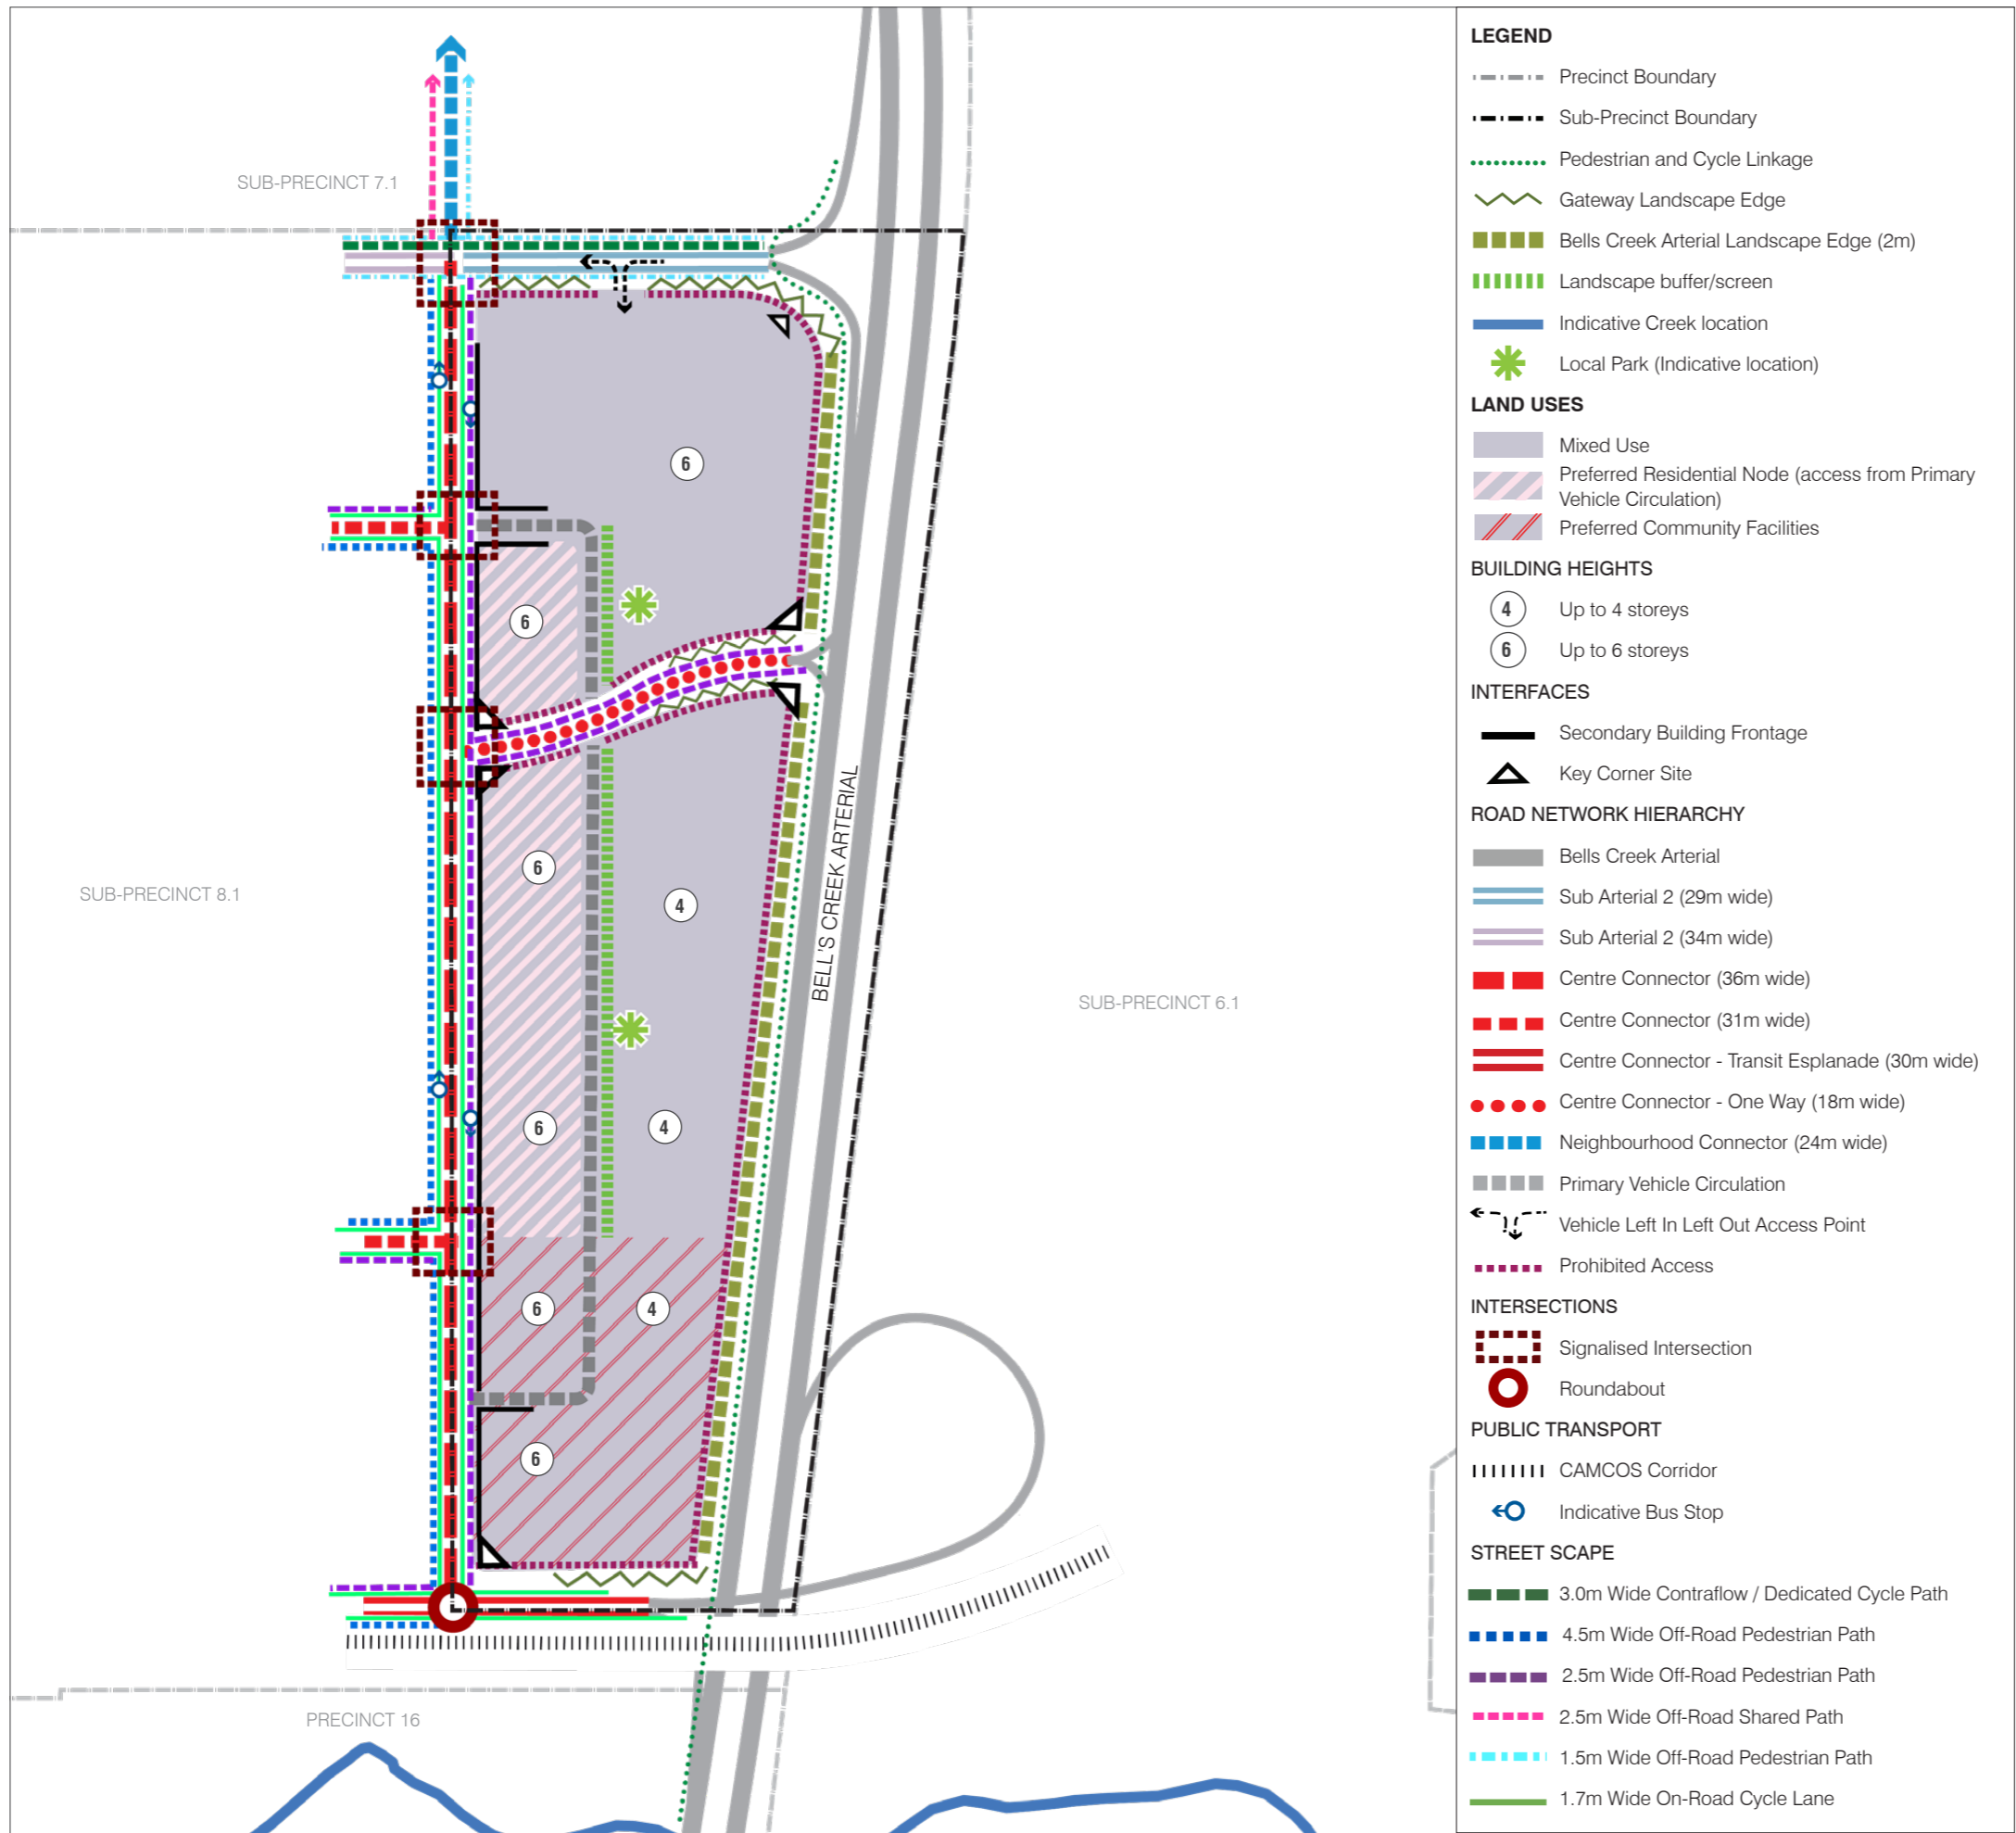 SUB-PRECINCT 7.1
6
6
6
4
SUB-PRECINCT 8.1
BELL'S CREEK ARTERIAL
SUB-PRECINCT 6.1
6
4
6
4
6
PRECINCT 16
LEGEND
Precinct Boundary
Sub-Precinct Boundary
Pedestrian and Cycle Linkage
Gateway Landscape Edge
Bells Creek Arterial Landscape Edge (2m)
Landscape buffer/screen
Indicative Creek location
Local Park (Indicative location)
LAND USES
Mixed Use
Preferred Residential Node (access from Primary
Vehicle Circulation)
Preferred Community Facilities
BUILDING HEIGHTS
4 Up to 4 storeys
6 Up to 6 storeys
INTERFACES
Secondary Building Frontage
Key Corner Site
ROAD NETWORK HIERARCHY
Bells Creek Arterial
Sub Arterial 2 (29m wide)
Sub Arterial 2 (34m wide)
Centre Connector (36m wide)
Centre Connector (31m wide)
Centre Connector - Transit Esplanade (30m wide)
Centre Connector - One Way (18m wide)
Neighbourhood Connector (24m wide)
Primary Vehicle Circulation
Vehicle Left In Left Out Access Point
Prohibited Access
INTERSECTIONS
Signalised Intersection
Roundabout
PUBLIC TRANSPORT
CAMCOS Corridor
Indicative Bus Stop
STREET SCAPE
3.0m Wide Contraflow / Dedicated Cycle Path
4.5m Wide Off-Road Pedestrian Path
2.5m Wide Off-Road Pedestrian Path
2.5m Wide Off-Road Shared Path
1.5m Wide Off-Road Pedestrian Path
1.7m Wide On-Road Cycle Lane